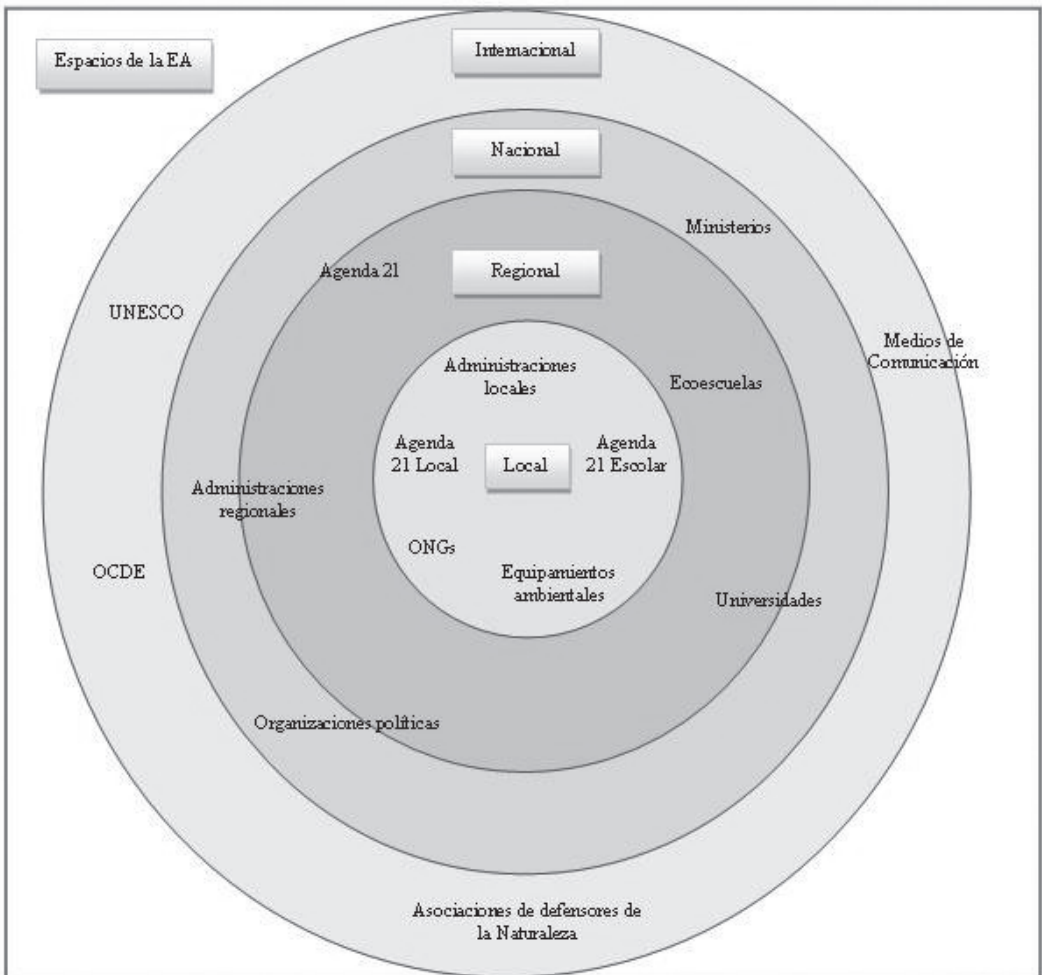 Espacios de la EA
Internacional
Nacional
Ministerios
Agenda 21
Regional
UNESCO
Medios de
Comunicación
Administraciones
locales
Ecoescuelas
Agenda
21 Local
Local
Agenda
21 Escolar
Administraciones
regionales
ONGs
OCDE
Equipamientos
ambientales
Universidades
Organizaciones políticas
Asociaciones de defensores de
la Naturaleza